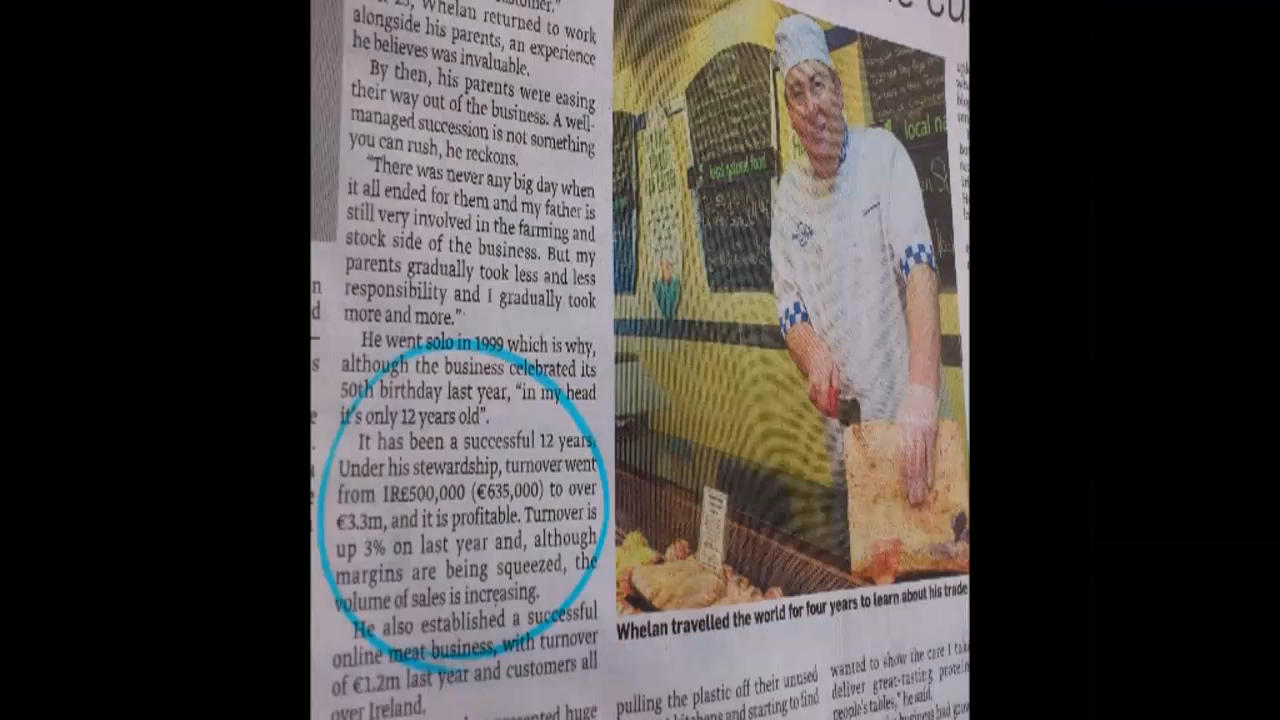 Whelan returned to work
alongside his parents, an experience
he believes was invaluable.
By then, his parents were easing
their way out of the business. A well-
managed succession is not something
you can rush, he reckons.
"There was never any big day when
it all ended for them and my father is
still very involved in the farming and
stock side of the business. But my
parents gradually took less and less
responsibility and I gradually took
more and more."
He went solo in 1999 which is why,
although the business celebrated its
50th birthday last year, "in my head
it's only 12 years old".
It has been a successful 12 years.
Under his stewardship, turnover went
from IR£500,000 (€635,000) to over
€3.3m, and it is profitable. Turnover is
up 3% on last year and, although
margins are being squeezed, the
volume of sales is increasing.
He also established a successful
online meat business, with turnover
of €1.2m last year and customers all
over Ireland.
huge
local na
Whelan travelled the world for four years to learn about his trade
pulling the plastic off their unused
and starting to find
wanted to show the care I take
deliver great-tasting protein
people's tables," he said.